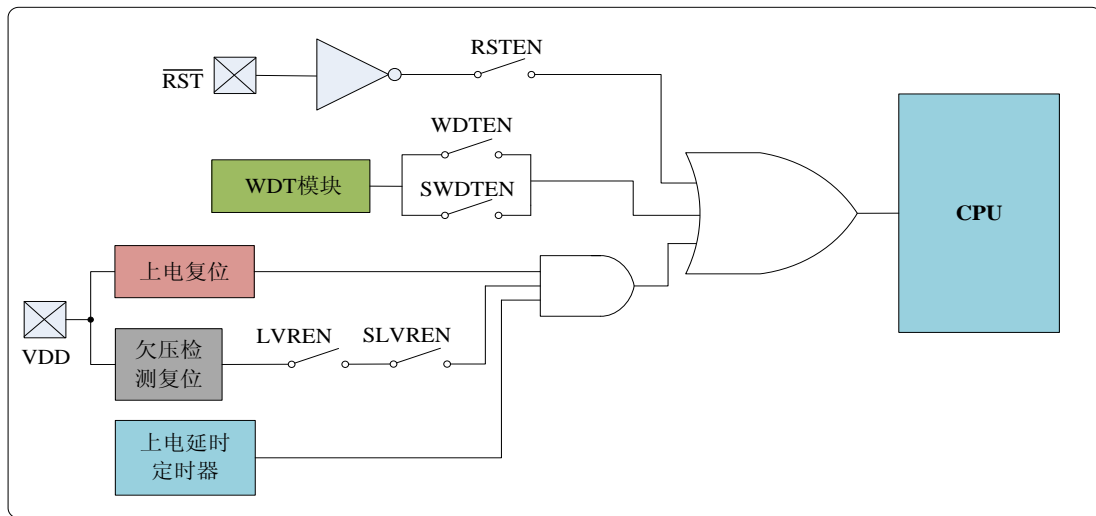 RSTEN
RST
WDTEN
WDT模块
SWDTEN
CPU
上电复位
VDD
欠压检
测复位
LVREN
SLVREN
上电延时
定时器